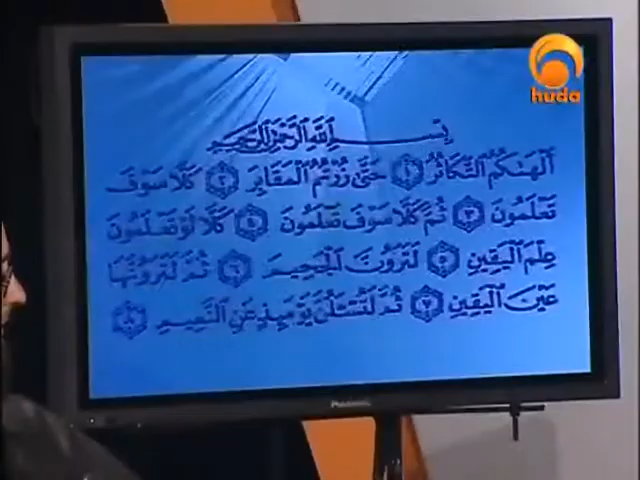 huda
بسم الله الرحمن الرحيم
ألهىكم التكاثر ١ حتى زرتم المقابر ٢ كلا سوف
تعلمون ٣ ثم كلا سوف تعلمون ٤ كلا لو تعلمون
علم اليقين ٥ لترون الجحيم ٦ ثم لترونها
عين اليقين ٧ ثم لتسئلن يومئذ عن النعيم ٨
Panasonic